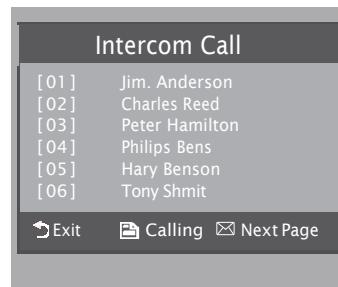 Intercom Call
[01] Jim. Anderson
[02] Charles Reed
[03] Peter Hamilton
[04] Philips Bens
[05] Hary Benson
[06] Tony Shmit
Exit Calling Next Page